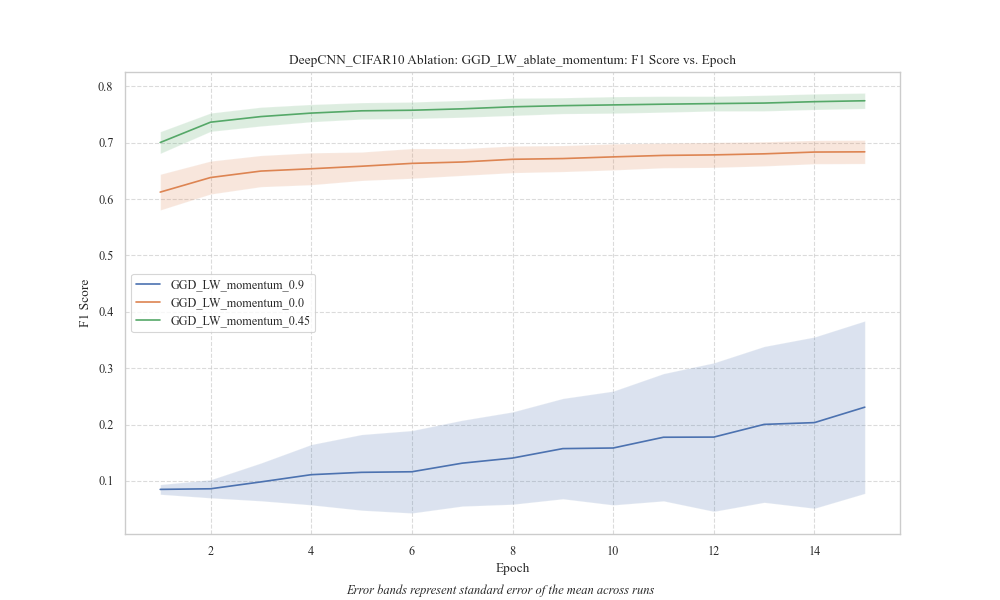 DeepCNN_CIFAR10 Ablation: GGD_LW_ablate_momentum: F1 Score vs. Epoch
0.8
0.7
0.6
0.5
0.4
0.3
0.2
0.1
F1 Score
GGD_LW_momentum_0.9
GGD_LW_momentum_0.0
GGD_LW_momentum_0.45
2 4 6 8 10 12 14
Epoch
Error bands represent standard error of the mean across runs